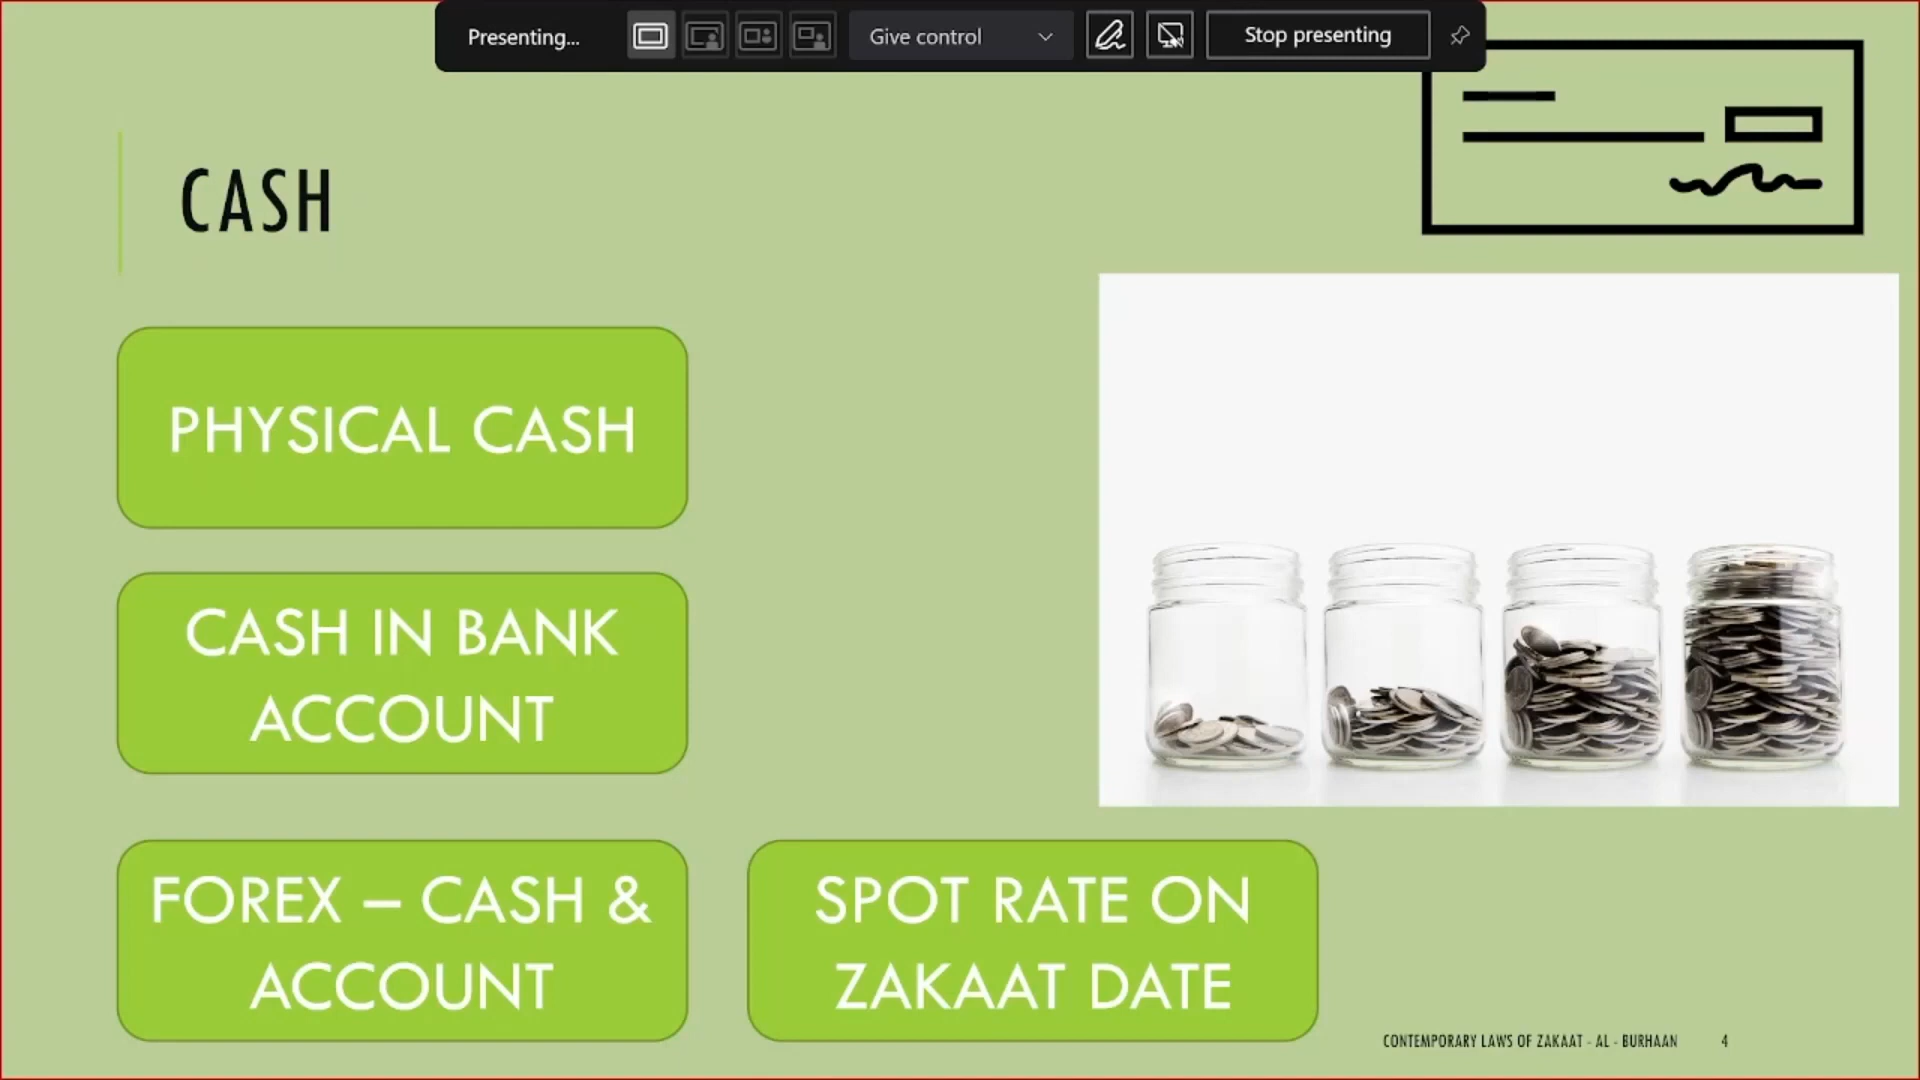 Presenting...
Give control
Stop presenting
CASH
PHYSICAL CASH
CASH IN BANK
ACCOUNT
FOREX – CASH &
ACCOUNT
SPOT RATE ON
ZAKAAT DATE
CONTEMPORARY LAWS OF ZAKAAT - AL - BURHAAN
4